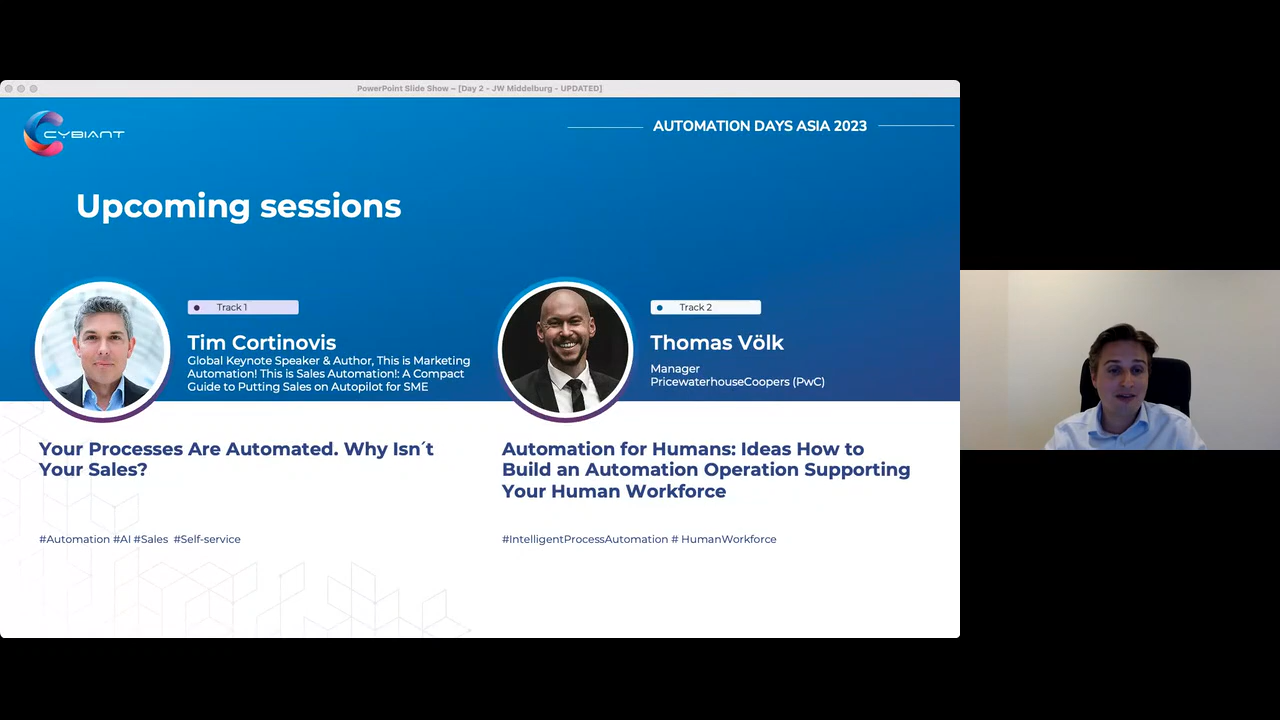 PowerPoint Slide Show – [Day 2 - JW Middelburg - UPDATED]
CYBIANT
AUTOMATION DAYS ASIA 2023
Upcoming sessions
Track 1
Tim Cortinovis
Global Keynote Speaker & Author, This is Marketing
Automation! This is Sales Automation!: A Compact
Guide to Putting Sales on Autopilot for SME
Your Processes Are Automated. Why Isn´t
Your Sales?
#Automation #AI #Sales #Self-service
Track 2
Thomas Völk
Manager
PricewaterhouseCoopers (PwC)
Automation for Humans: Ideas How to
Build an Automation Operation Supporting
Your Human Workforce
#IntelligentProcessAutomation # HumanWorkforce